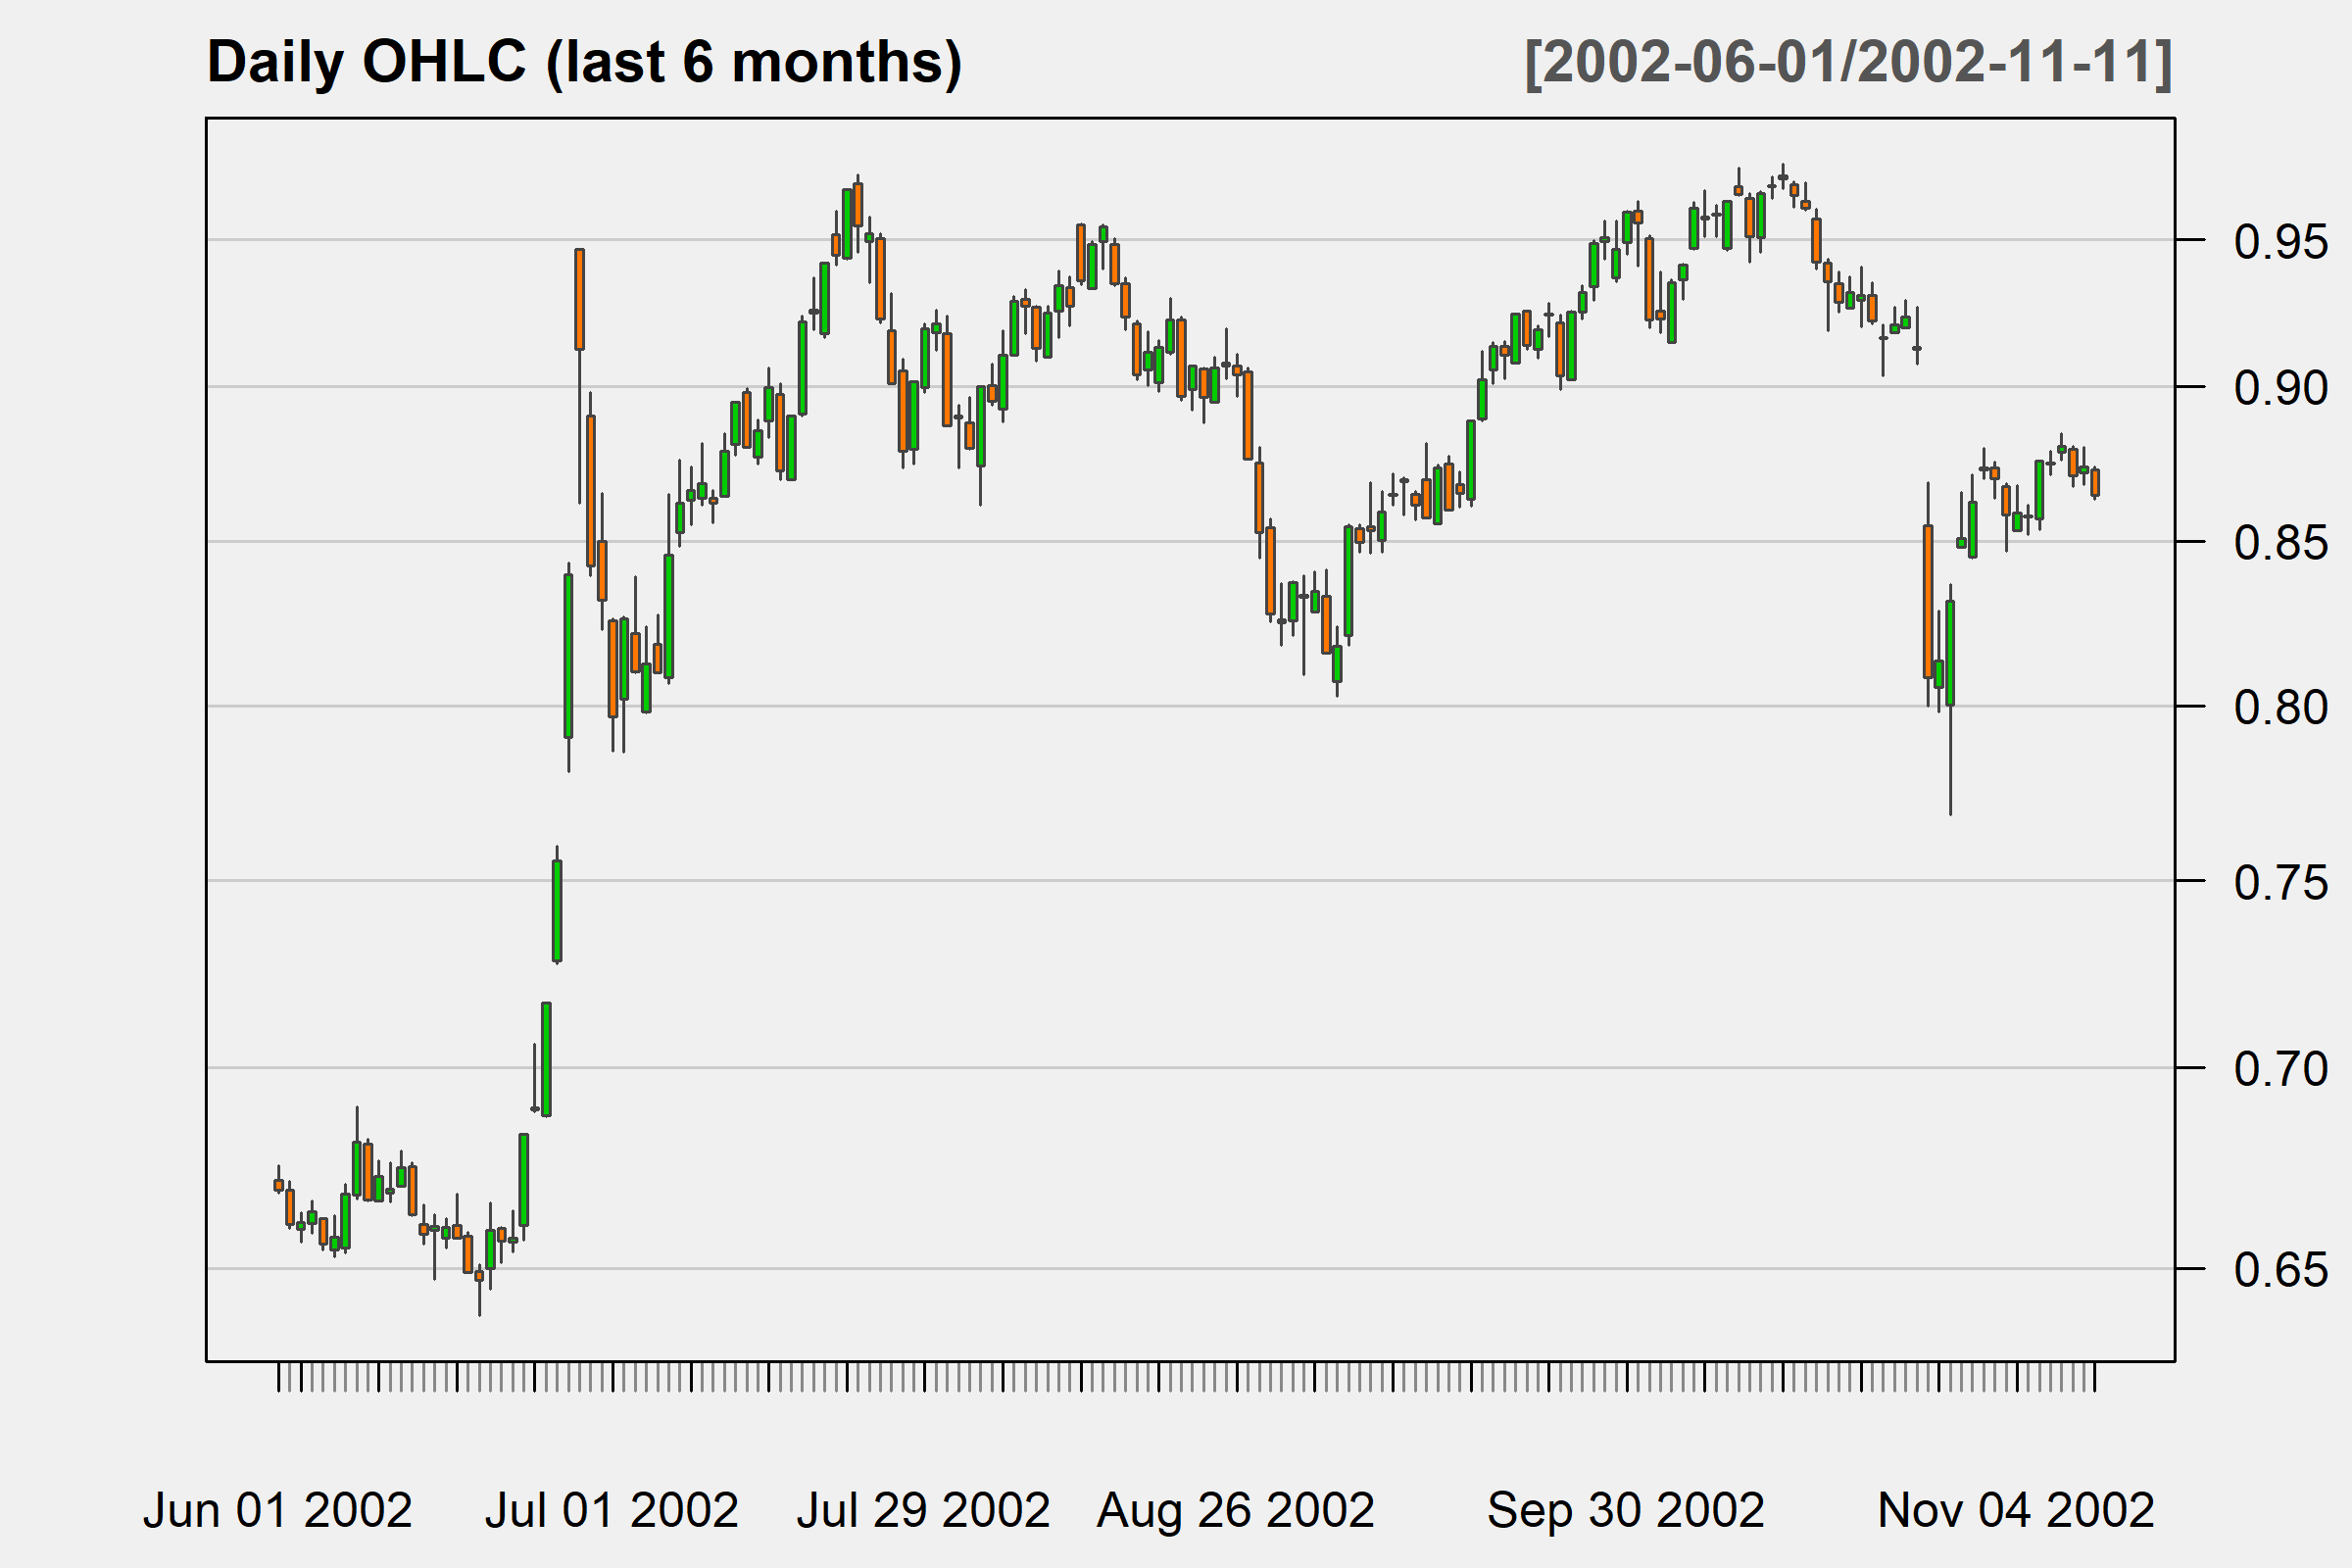 Daily OHLC (last 6 months)
[2002-06-01/2002-11-11]
0.95
0.90
0.85
0.80
0.75
0.70
0.65
Jun 01 2002
Jul 01 2002
Jul 29 2002
Aug 26 2002
Sep 30 2002
Nov 04 2002